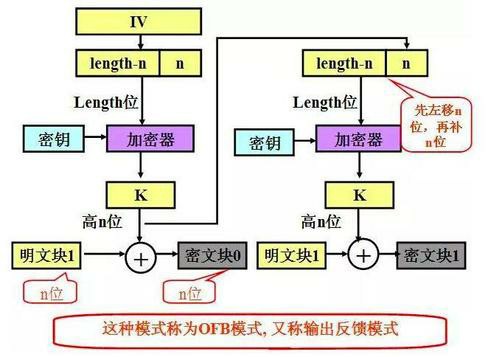 IV
length-n n
Length位
密钥 加密器
K
高n位
明文块1 + 密文块0
n位 n位
length-n n
先左移n
位，再补
n位
Length位
密钥 加密器
K
高n位
明文块1 + 密文块1
这种模式称为OFB模式, 又称输出反馈模式